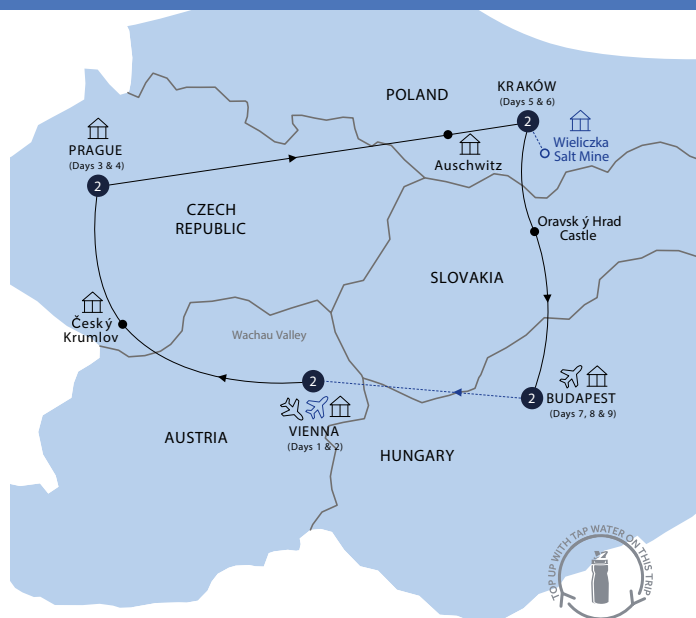 POLAND
KRAKÓW
(Days 5 & 6)
2
Wieliczka
Salt Mine
PRAGUE
(Days 3 & 4)
2
Auschwitz
CZECH
REPUBLIC
Oravsk ý Hrad
Castle
SLOVAKIA
Český
Krumlov
Wachau Valley
2
VIENNA
(Days 1 & 2)
2
BUDAPEST
(Days 7, 8 & 9)
AUSTRIA
HUNGARY
TOP UP WITH TAP WATER ON THIS TRIP